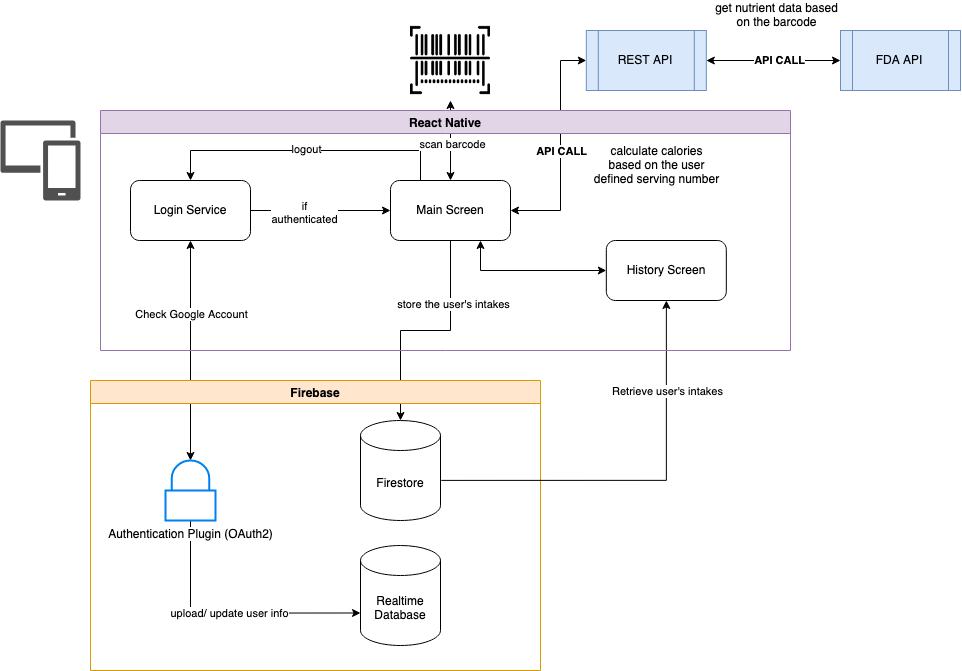 get nutrient data based
on the barcode
REST API
API CALL
FDA API
React Native
logout
scan barcode
API CALL
calculate calories
based on the user
defined serving number
Login Service
if
authenticated
Main Screen
History Screen
Check Google Account
store the user's intakes
Retrieve user's intakes
Firebase
Firestore
Authentication Plugin (OAuth2)
Realtime
Database
upload/ update user info